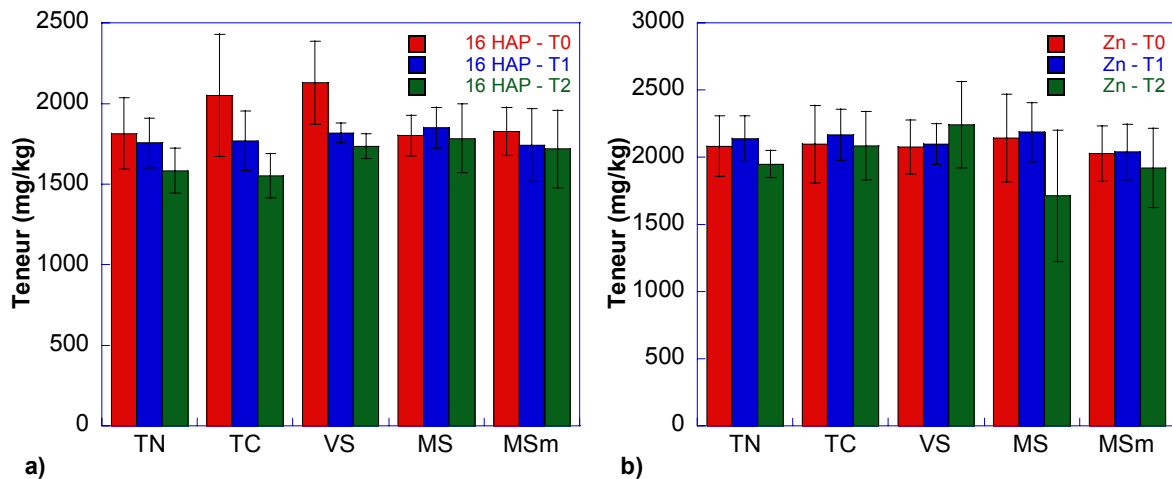 2500
2000
1500
1000
500
0
Teneur (mg/kg)
16 HAP - T0
16 HAP - T1
16 HAP - T2
TN TC VS MS MSm
a)
3000
2500
2000
1500
1000
500
0
Teneur (mg/kg)
Zn - T0
Zn - T1
Zn - T2
TN TC VS MS MSm
b)